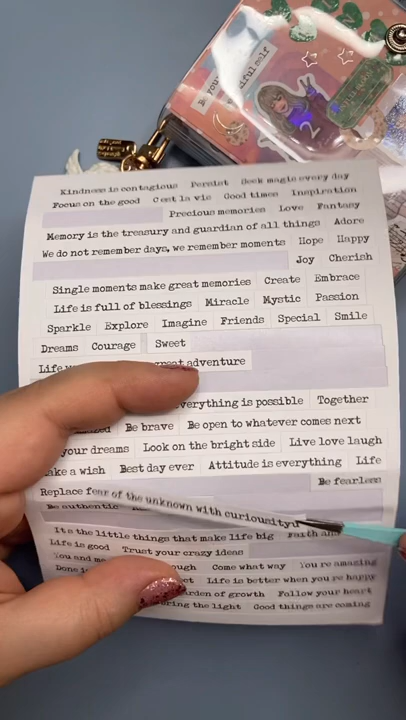 Be your
beautiful self
2
Kindness is contagious Persist Seek magic every day
Focus on the good C'est la vie Good times Inspiration
Precious memories Love Fantasy
Memory is the treasury and guardian of all things Adore
We do not remember days, we remember moments Hope Happy
Joy Cherish
Single moments make great memories Create Embrace
Life is full of blessings Miracle Mystic Passion
Sparkle Explore Imagine Friends Special Smile
Dreams Courage Sweet
great adventure
everything is possible Together
Be brave Be open to whatever comes next
your dreams Look on the bright side Live love laugh
Best day ever Attitude is everything Life
Be fearless
Replace fear of the unknown with curiousity
Be authentic
It's the little things that make life big Faith and
Life is good Trust your crazy ideas
You and me Come what way You're amazing
Life is better when you're happy
garden of growth Follow your heart
the light Good things are coming